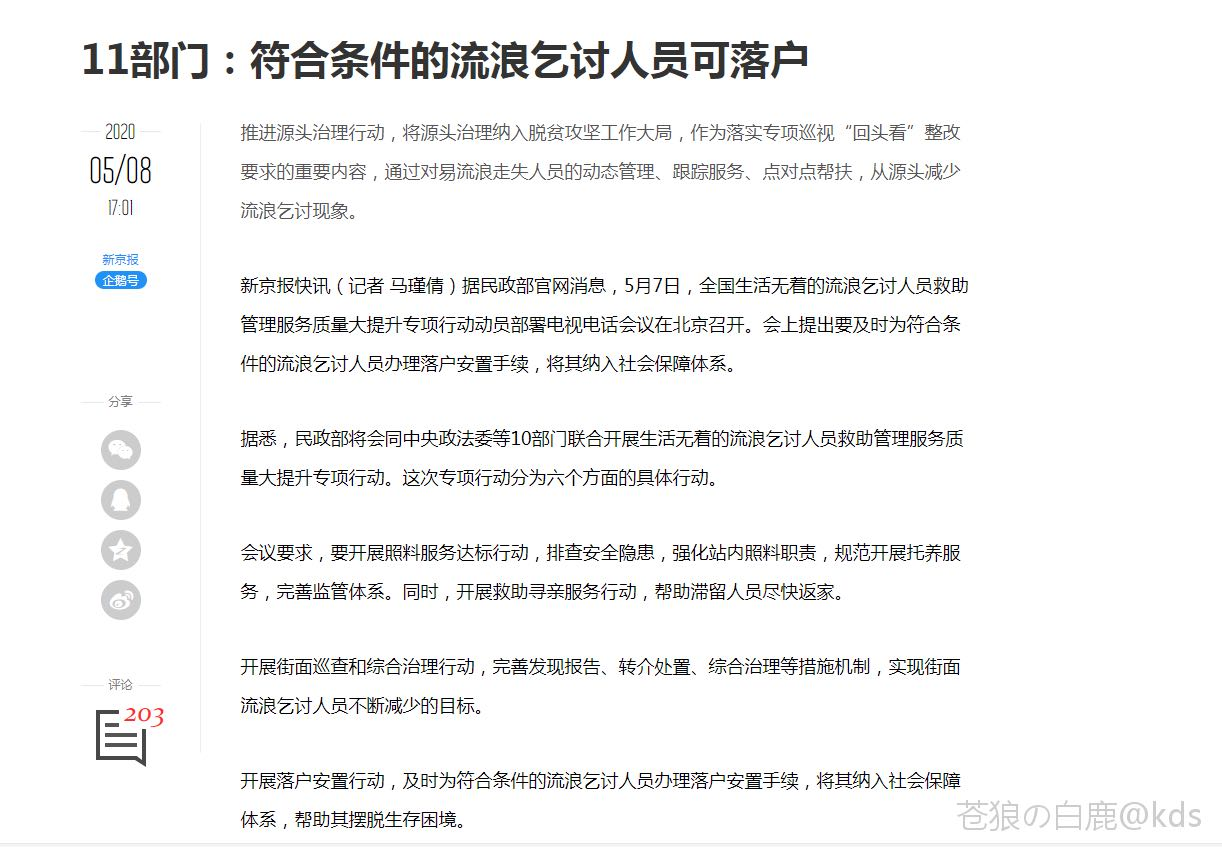 11部门：符合条件的流浪乞讨人员可落户
2020
05/08
17:01
新京报
企鹅号
分享
评论
203
推进源头治理行动，将源头治理纳入脱贫攻坚工作大局，作为落实专项巡视“回头看”整改
要求的重要内容，通过对易流浪走失人员的动态管理、跟踪服务、点对点帮扶，从源头减少
流浪乞讨现象。
新京报快讯（记者 马瑾倩）据民政部官网消息，5月7日，全国生活无着的流浪乞讨人员救助
管理服务质量大提升专项行动动员部署电视电话会议在北京召开。会上提出要及时为符合条
件的流浪乞讨人员办理落户安置手续，将其纳入社会保障体系。
据悉，民政部将会同中央政法委等10部门联合开展生活无着的流浪乞讨人员救助管理服务质
量大提升专项行动。这次专项行动分为六个方面的具体行动。
会议要求，要开展照料服务达标行动，排查安全隐患，强化站内照料职责，规范开展托养服
务，完善监管体系。同时，开展救助寻亲服务行动，帮助滞留人员尽快返家。
开展街面巡查和综合治理行动，完善发现报告、转介处置、综合治理等措施机制，实现街面
流浪乞讨人员不断减少的目标。
开展落户安置行动，及时为符合条件的流浪乞讨人员办理落户安置手续，将其纳入社会保障
体系，帮助其摆脱生存困境。
苍狼の白鹿@kds